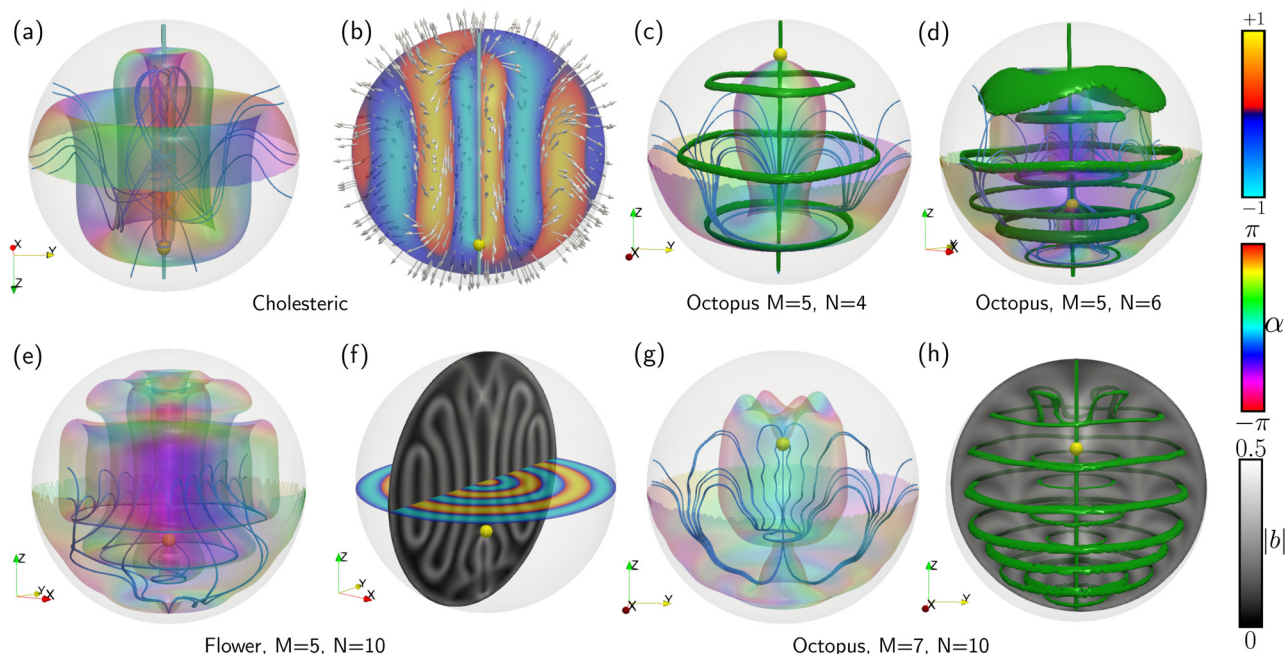 (a)
(b)
(c)
(d)
+1
−1
X
Y
Z
Z
Y
X
Z
Y
X
Cholesteric
Octopus M=5, N=4
Octopus, M=5, N=6
π
α
−π
(e)
(f)
(g)
(h)
Z
Y
X
Z
Y
X
Z
Y
X
Z
Y
X
0.5
|b|
0
Flower, M=5, N=10
Octopus, M=7, N=10